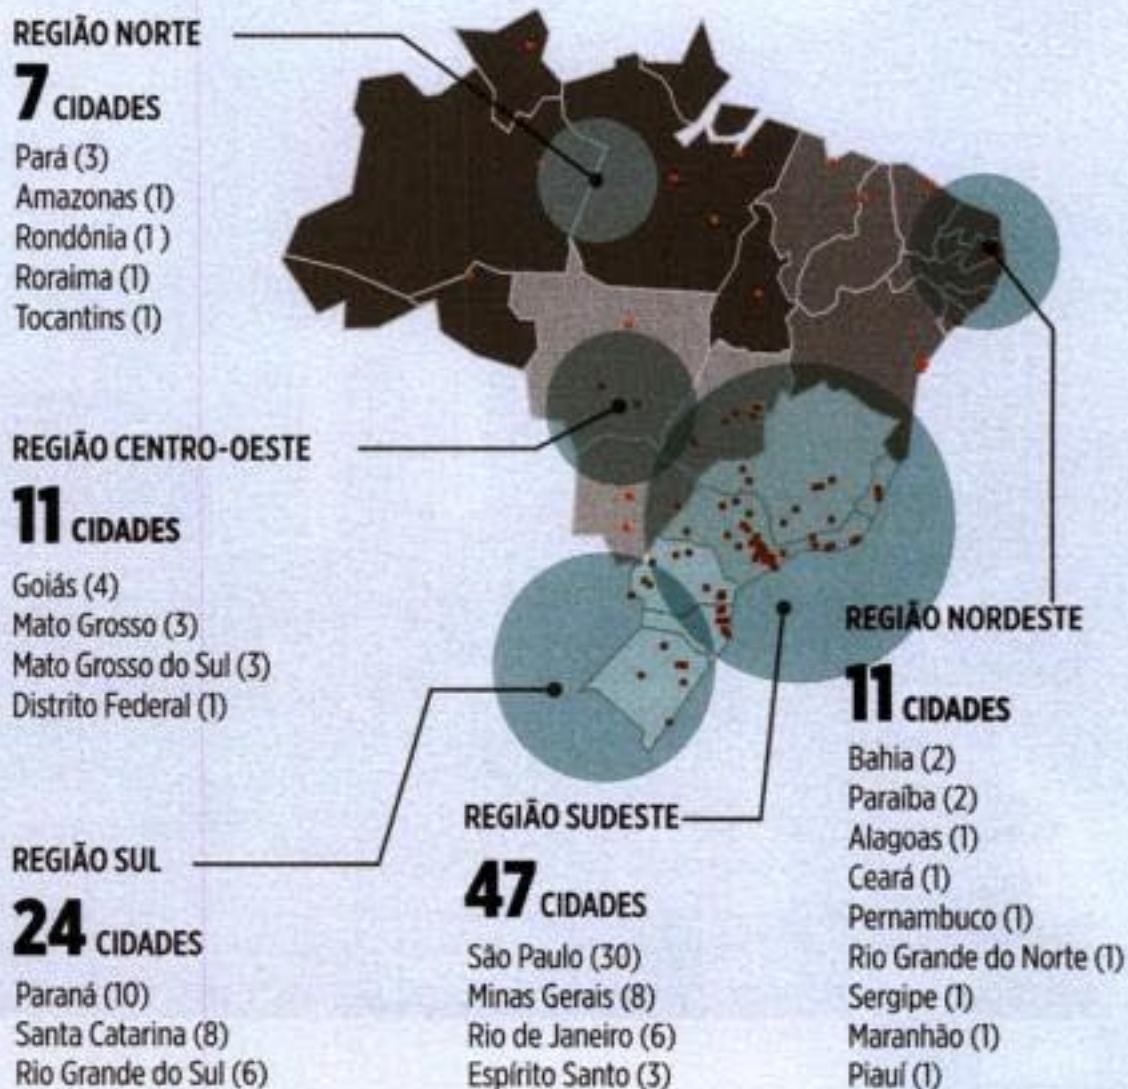 REGIÃO NORTE
7 CIDADES
Pará (3)
Amazonas (1)
Rondônia (1 )
Roraima (1)
Tocantins (1)
REGIÃO CENTRO-OESTE
11 CIDADES
Goiás (4)
Mato Grosso (3)
Mato Grosso do Sul (3)
Distrito Federal (1)
REGIÃO SUL
24 CIDADES
Paraná (10)
Santa Catarina (8)
Rio Grande do Sul (6)
REGIÃO SUDESTE
47 CIDADES
São Paulo (30)
Minas Gerais (8)
Rio de Janeiro (6)
Espírito Santo (3)
REGIÃO NORDESTE
11 CIDADES
Bahia (2)
Paraíba (2)
Alagoas (1)
Ceará (1)
Pernambuco (1)
Rio Grande do Norte (1)
Sergipe (1)
Maranhão (1)
Piauí (1)